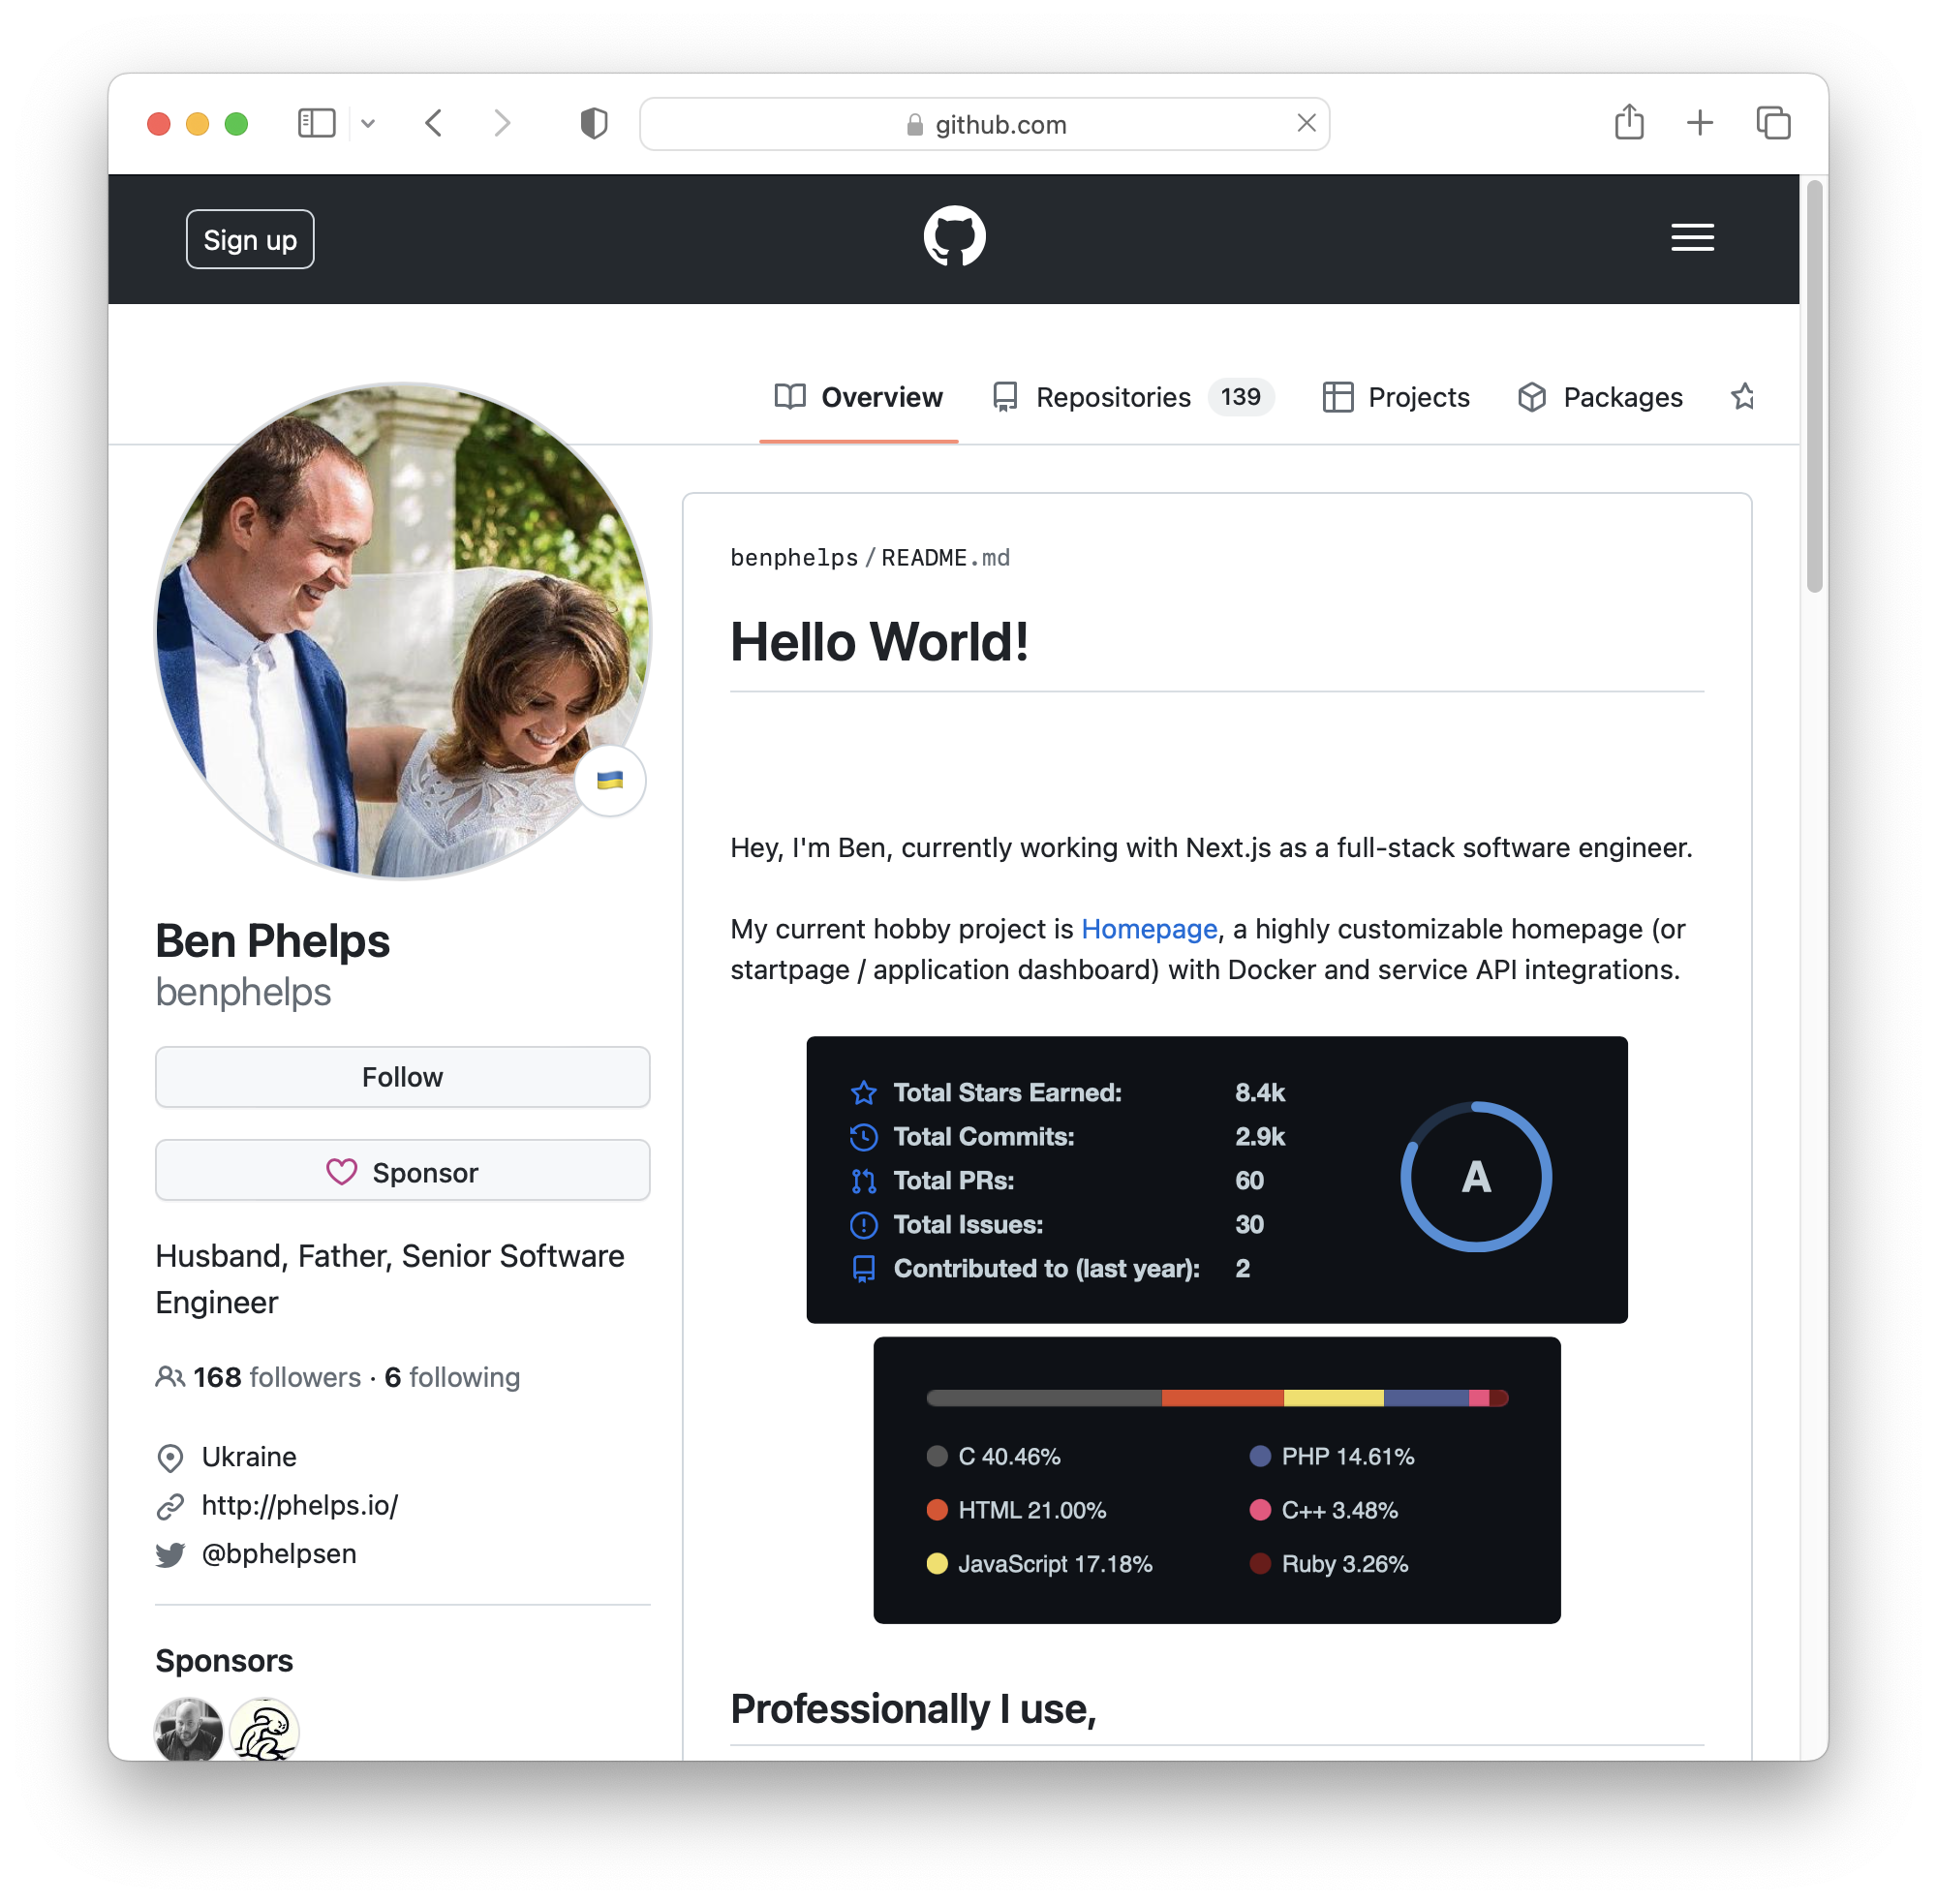 github.com
Sign up
Overview
Repositories 139
Projects
Packages
Ben Phelps
benphelps
Follow
Sponsor
Husband, Father, Senior Software
Engineer
168 followers · 6 following
Ukraine
http://phelps.io/
@bphelpsen
Sponsors
benphelps/README.md
Hello World!
Hey, I'm Ben, currently working with Next.js as a full-stack software engineer.
My current hobby project is Homepage, a highly customizable homepage (or
startpage / application dashboard) with Docker and service API integrations.
Total Stars Earned: 8.4k
Total Commits: 2.9k
Total PRs: 60
Total Issues: 30
Contributed to (last year): 2
A
C 40.46%
HTML 21.00%
JavaScript 17.18%
PHP 14.61%
C++ 3.48%
Ruby 3.26%
Professionally I use,